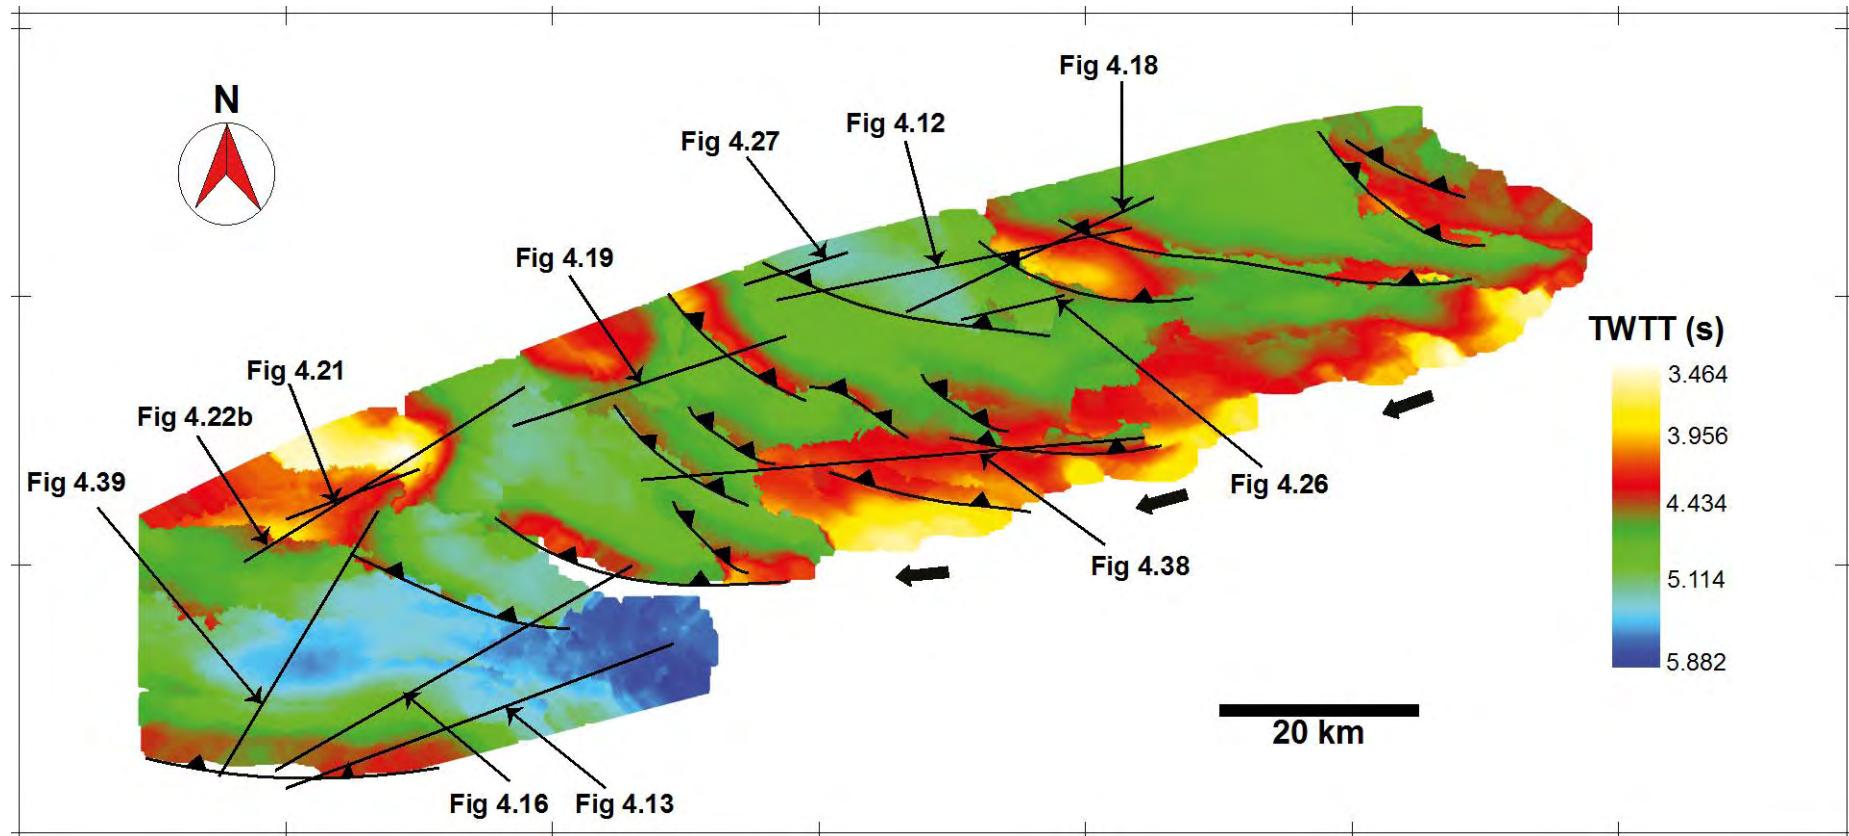 Fig 4.18
N
Fig 4.12
Fig 4.27
Fig 4.19
TWTT (s)
Fig 4.21
3.464
Fig 4.22b
3.956
Fig 4.39
Fig 4.26
4.434
Fig 4.38
5.114
5.882
20 km
Fig 4.16
Fig 4.13